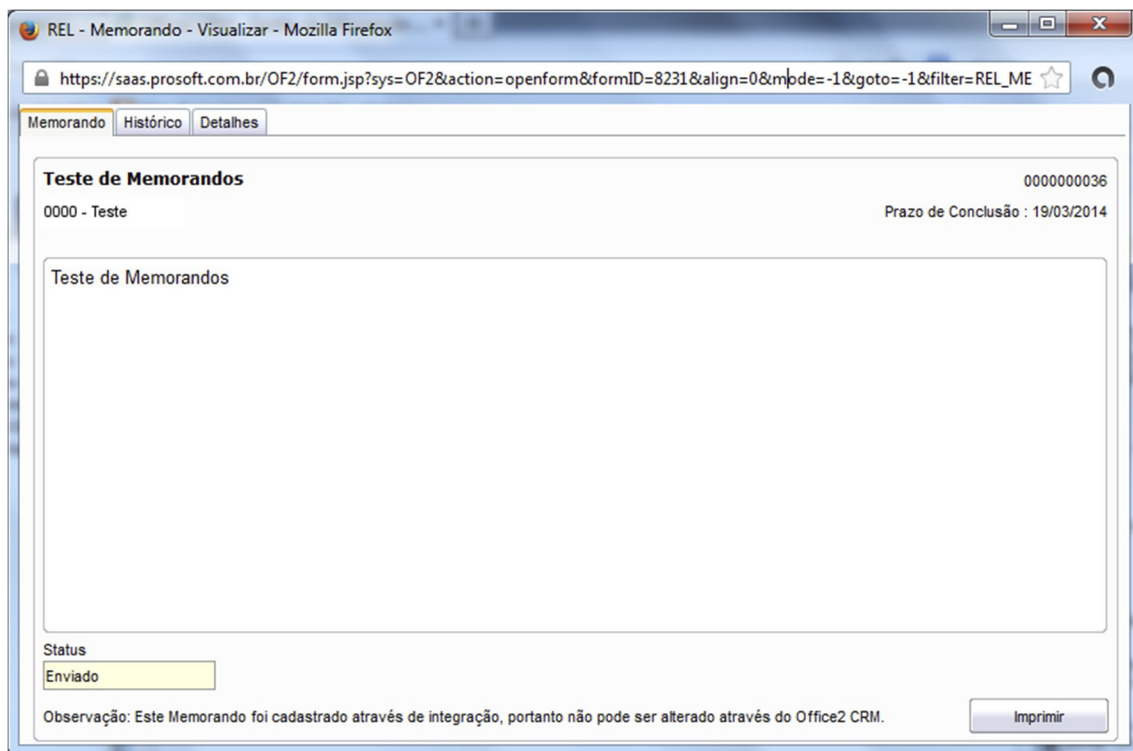 REL - Memorando - Visualizar - Mozilla Firefox
https://saas.prosoft.com.br/OF2/form.jsp?sys=OF2&action=openform&formID=8231&align=0&mode=-1&goto=-1&filter=REL_ME
Memorando Histórico Detalhes
Teste de Memorandos 0000000036
0000 - Teste Prazo de Conclusão : 19/03/2014
Teste de Memorandos
Status
Enviado
Observação: Este Memorando foi cadastrado através de integração, portanto não pode ser alterado através do Office2 CRM. Imprimir